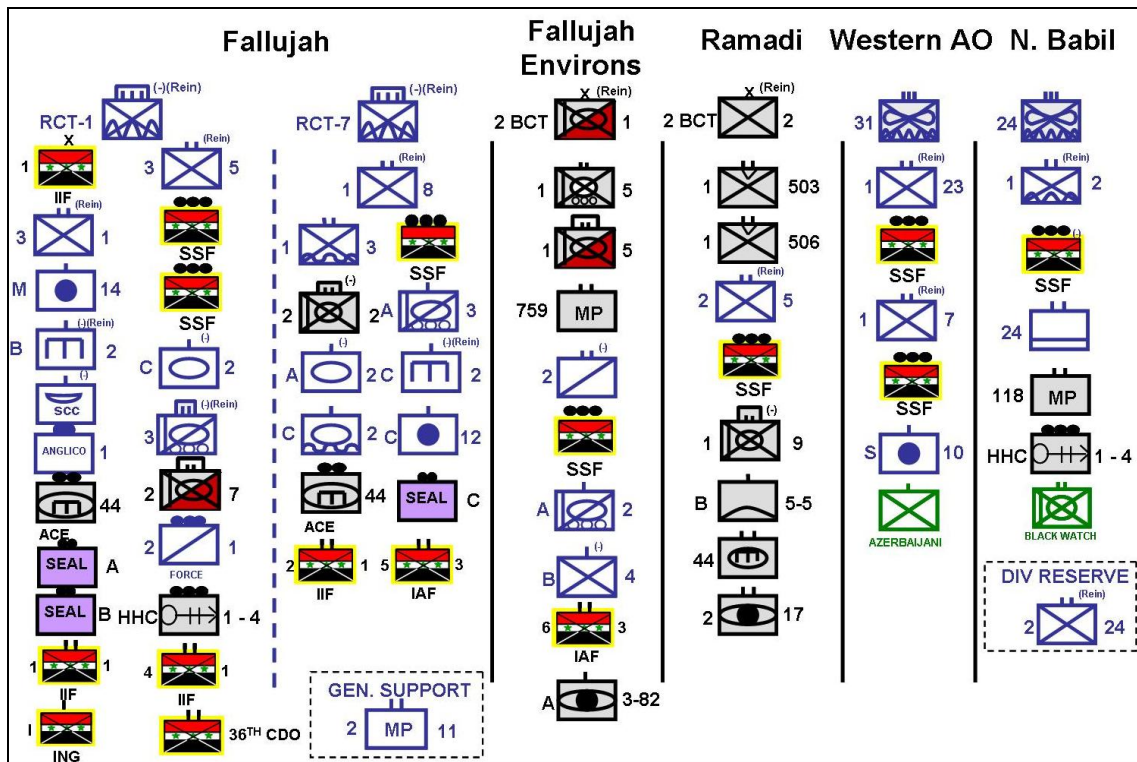 Fallujah
Fallujah
Environs
Ramadi
Western AO
N. Babil
RCT-1
(-)(Rein)
X
1
IIF
3
(Rein)
1
M
14
B
(-)(Rein)
2
(-)
SCC
ANGLICO
1
44
ACE
SEAL
A
SEAL
B
1
1
IIF
I
ING
3
(Rein)
5
SSF
SSF
C
(-)
2
3
(-)(Rein)
2
7
2
1
FORCE
HHC
1 - 4
4
1
IIF
36TH CDO
RCT-7
(-)(Rein)
1
(Rein)
8
1
3
SSF
2
(-)
2
A
3
A
(-)
2
C
(-)(Rein)
2
C
2
C
12
44
ACE
SEAL
C
2
1
IIF
5
3
IAF
GEN. SUPPORT
2
MP
11
X
(Rein)
2 BCT
1
1
5
1
5
759
MP
2
(-)
SSF
A
2
B
(-)
4
6
3
IAF
A
3-82
X
(Rein)
2 BCT
2
1
503
1
506
2
(Rein)
5
SSF
1
(-)
9
B
5-5
44
2
17
31
1
(Rein)
23
SSF
1
(Rein)
7
SSF
S
10
AZERBAIJANI
24
1
(Rein)
2
(-)
SSF
24
118
MP
HHC
1 - 4
BLACK WATCH
DIV RESERVE
2
(Rein)
24